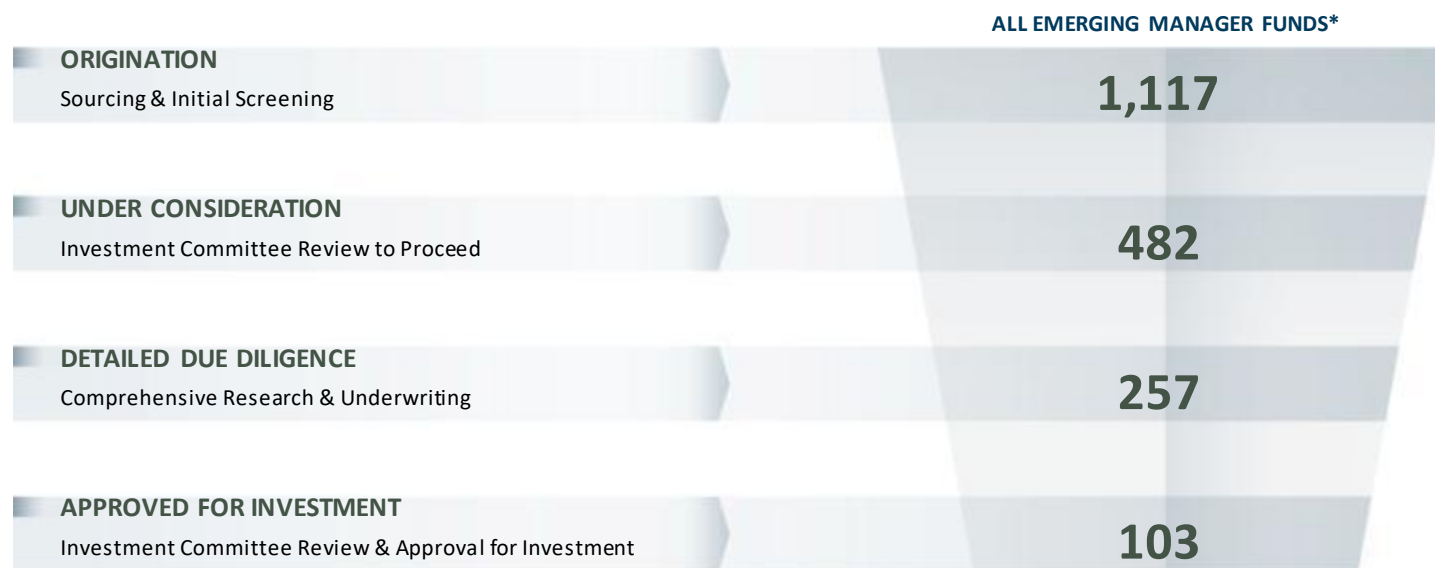 ALL EMERGING MANAGER FUNDS*
ORIGINATION
Sourcing & Initial Screening
1,117
UNDER CONSIDERATION
Investment Committee Review to Proceed
482
DETAILED DUE DILIGENCE
Comprehensive Research & Underwriting
257
APPROVED FOR INVESTMENT
Investment Committee Review & Approval for Investment
103